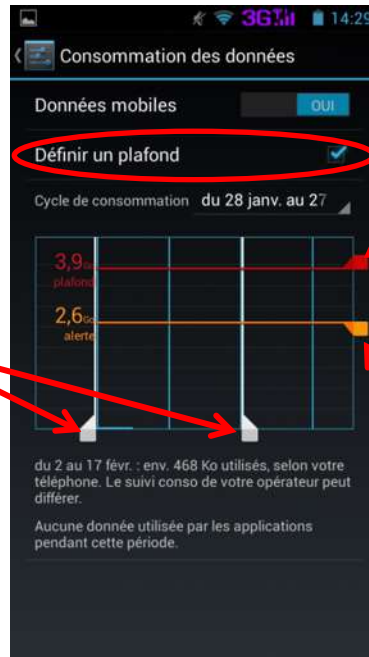 3G 14:29
Consommation des données
Données mobiles OUI
Définir un plafond
Cycle de consommation du 28 janv. au 27
3,9Go
plafond
2,6Go
alerte
du 2 au 17 févr. : env. 468 Ko utilisés, selon votre
téléphone. Le suivi conso de votre opérateur peut
différer.
Aucune donnée utilisée par les applications
pendant cette période.